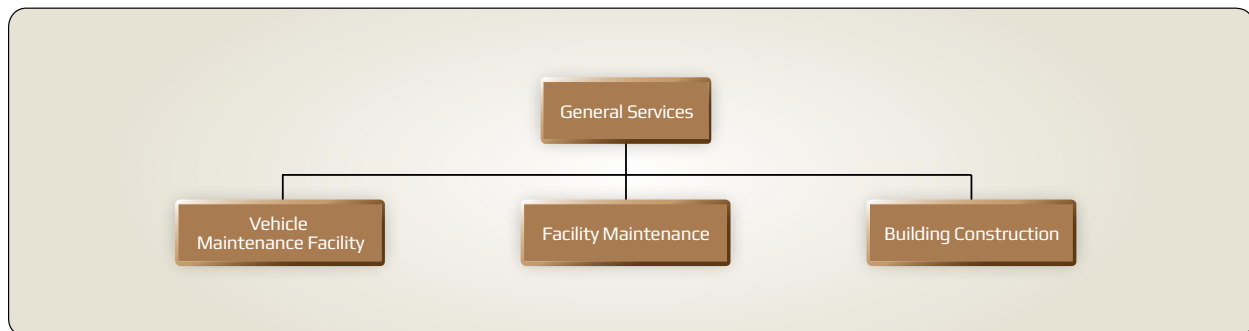 General Services
Vehicle
Maintenance Facility
Facility Maintenance
Building Construction